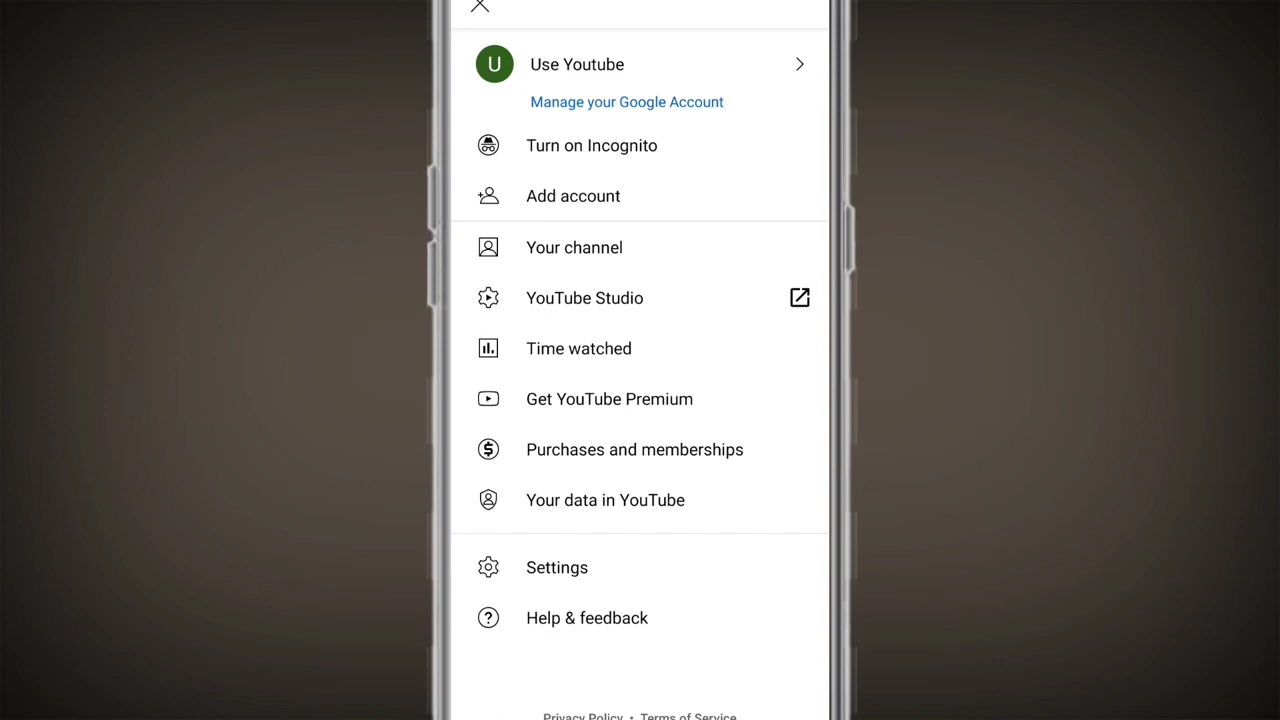 U
Use Youtube
Manage your Google Account
Turn on Incognito
Add account
Your channel
YouTube Studio
Time watched
Get YouTube Premium
Purchases and memberships
Your data in YouTube
Settings
Help & feedback
Privacy Policy • Terms of Service